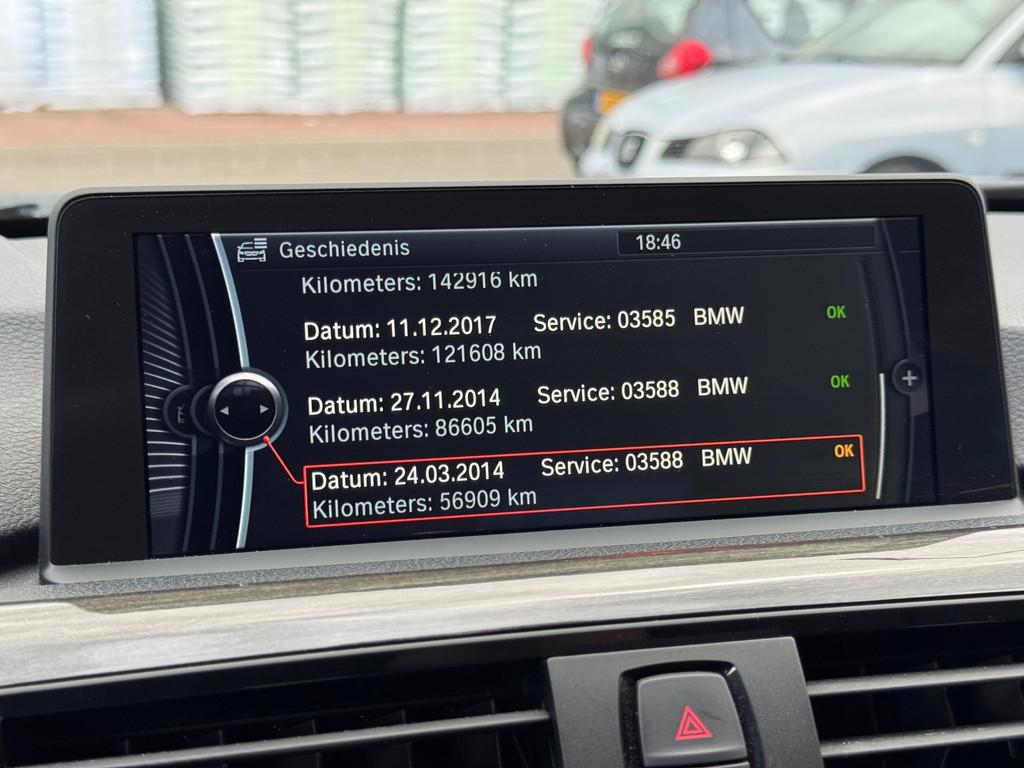 Geschiedenis 18:46
Kilometers: 142916 km
Datum: 11.12.2017 Service: 03585 BMW OK
Kilometers: 121608 km
Datum: 27.11.2014 Service: 03588 BMW OK
Kilometers: 86605 km
Datum: 24.03.2014 Service: 03588 BMW OK
Kilometers: 56909 km